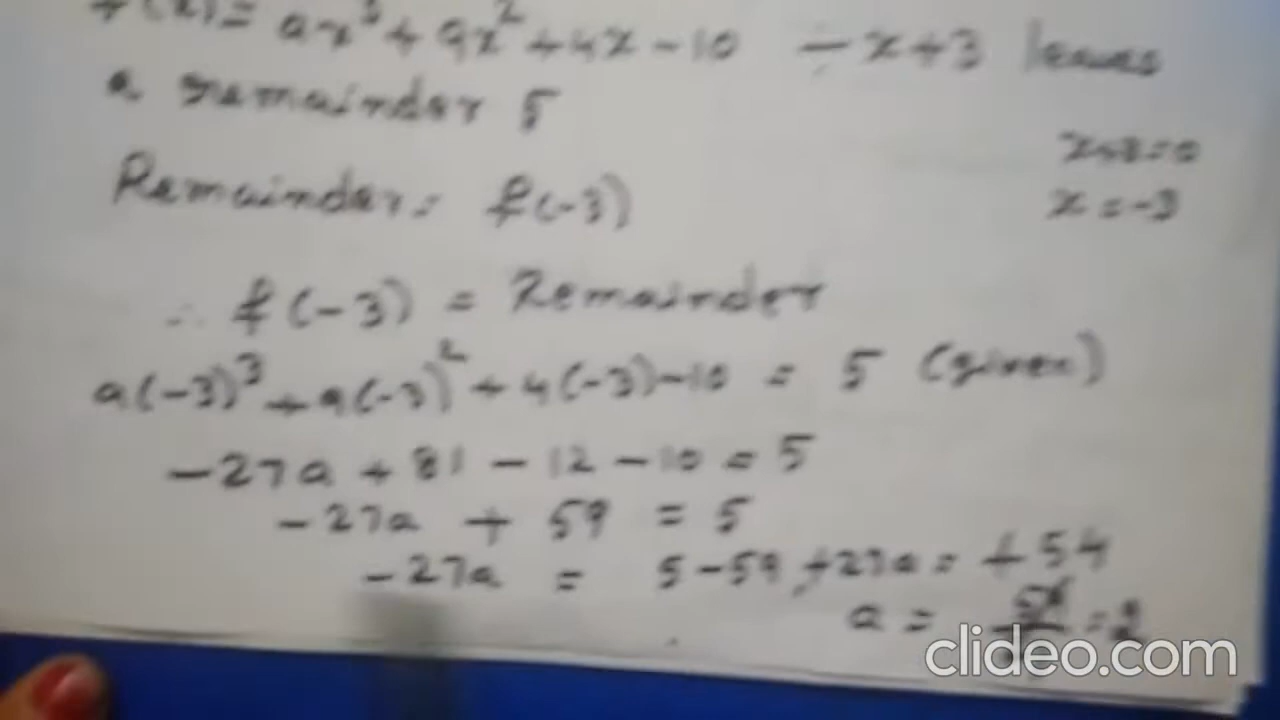 f(x) = ax³ + 9x² + 4x - 10 ÷ x+3 leaves
a remainder 5
x+3=0
Remainder = f(-3)
x = -3
∴ f(-3) = Remainder
a(-3)³ + 9(-3)² + 4(-3) - 10 = 5 (given)
-27a + 81 - 12 - 10 = 5
-27a + 59 = 5
-27a = 5-59, +27a = +54
a = 54 = 2
clideo.com